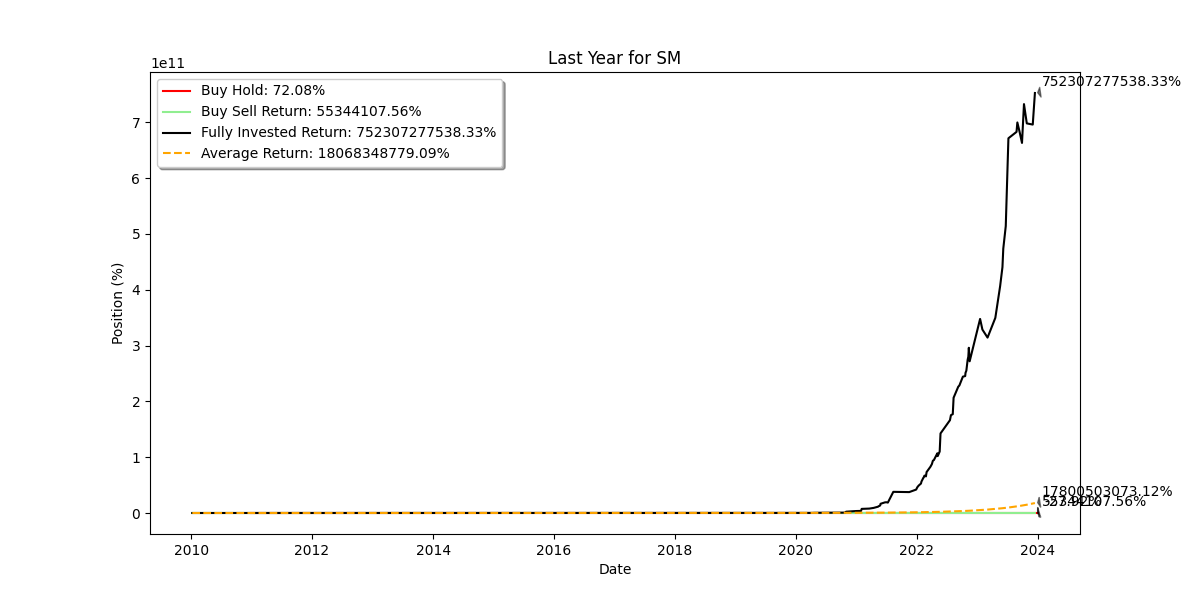 Last Year for SM
1e11
752307277538.33%
Buy Hold: 72.08%
Buy Sell Return: 55344107.56%
Fully Invested Return: 752307277538.33%
Average Return: 18068348779.09%
7
6
5
4
3
2
1
0
Position (%)
17800503073.12%
55344107.56%
2010
2012
2014
2016
2018
2020
2022
2024
Date